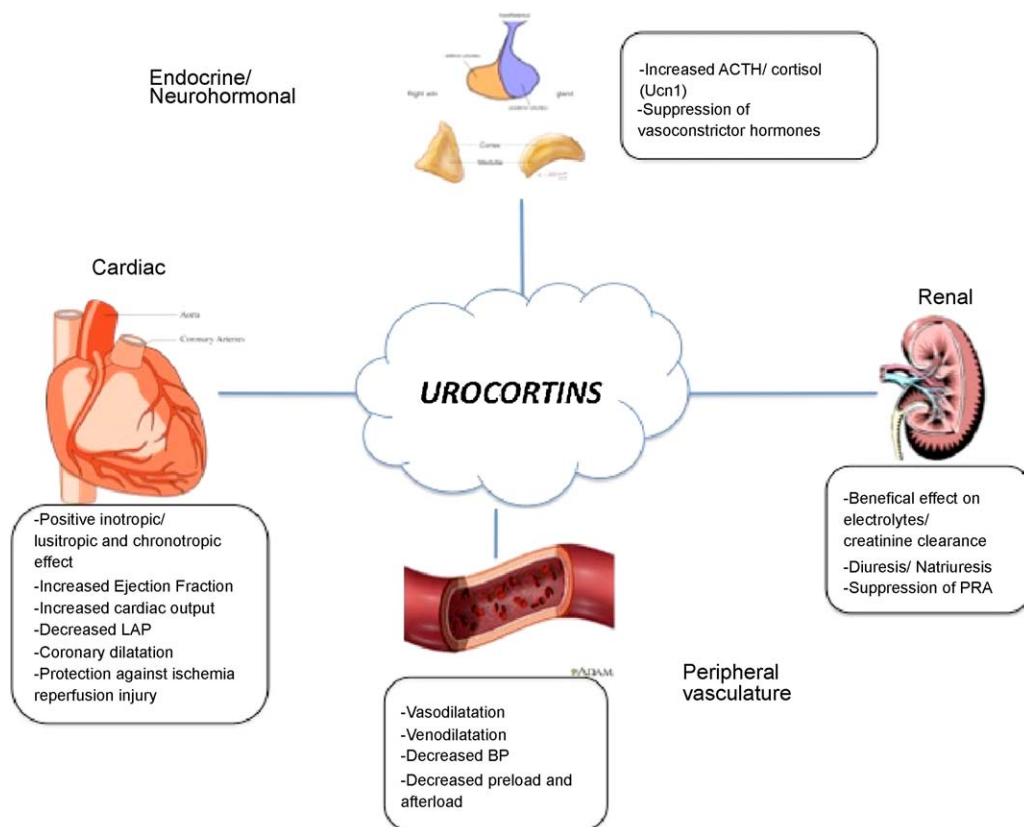 Endocrine/
Neurohormonal
Right
gland
Cortex
Medulla
-Increased ACTH/ cortisol
(Ucn1)
-Suppression of
vasoconstrictor hormones
Cardiac
Aorta
Coronary Arteries
UROCORTINS
Renal
-Positive inotropic/
lusitropic and chronotropic
effect
-Increased Ejection Fraction
-Increased cardiac output
-Decreased LAP
-Coronary dilatation
-Protection against ischemia
reperfusion injury
-Benefical effect on
electrolytes/
creatinine clearance
-Diuresis/ Natriuresis
-Suppression of PRA
ADAM
Peripheral
vasculature
-Vasodilatation
-Venodilatation
-Decreased BP
-Decreased preload and
afterload